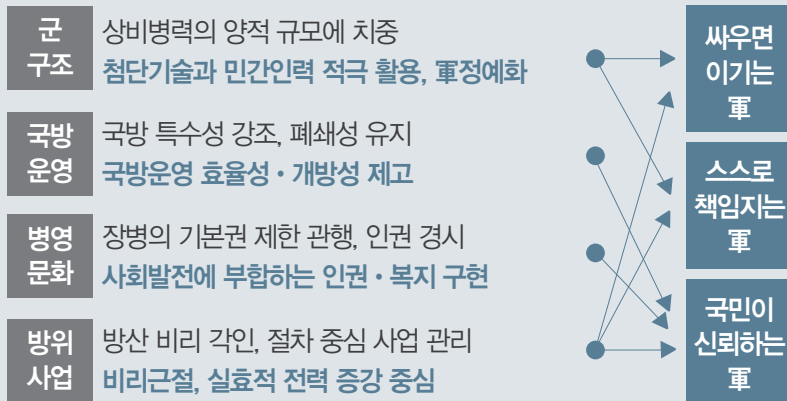 군
구조
상비병력의 양적 규모에 치중
첨단기술과 민간인력 적극 활용, 軍정예화
국방
운영
국방 특수성 강조, 폐쇄성 유지
국방운영 효율성 • 개방성 제고
병영
문화
장병의 기본권 제한 관행, 인권 경시
사회발전에 부합하는 인권 • 복지 구현
방위
사업
방산 비리 각인, 절차 중심 사업 관리
비리근절, 실효적 전력 증강 중심
싸우면
이기는
軍
스스로
책임지는
軍
국민이
신뢰하는
軍